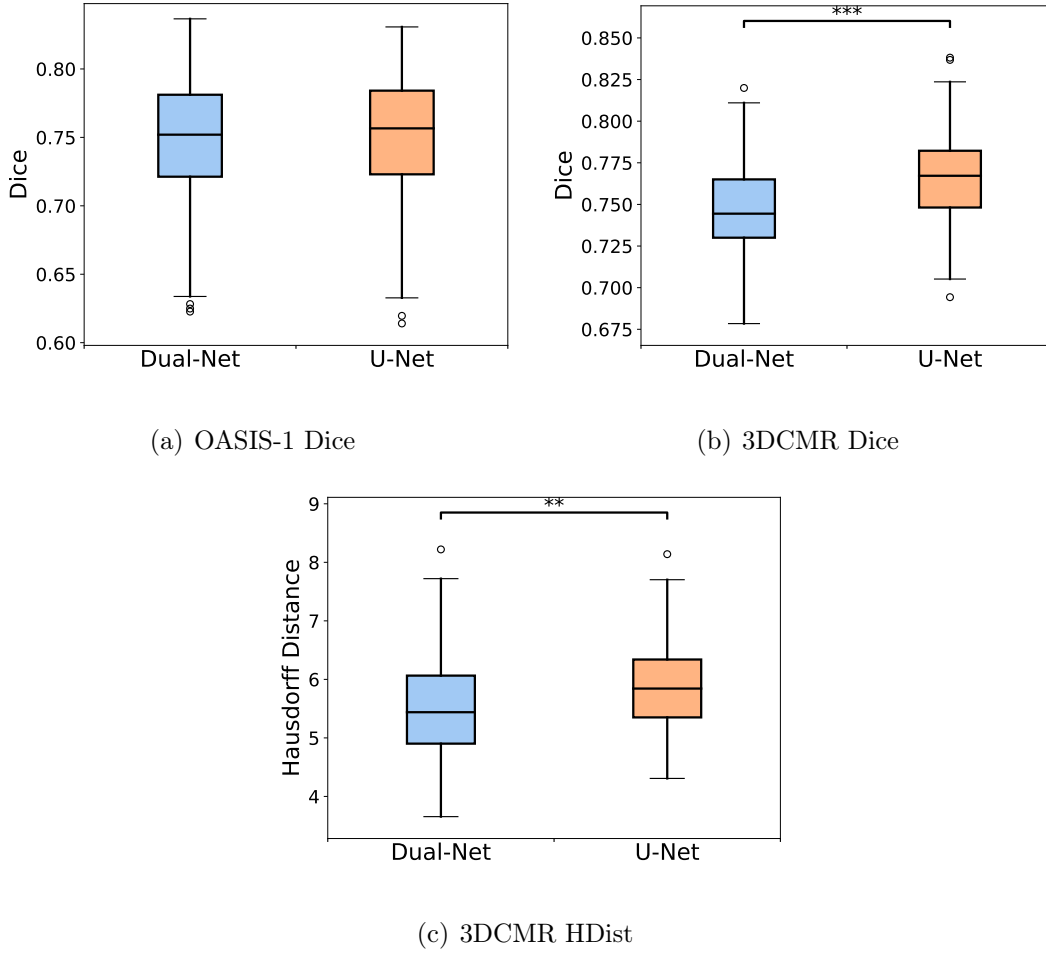 Dice
0.80
0.75
0.70
0.65
0.60
Dual-Net
U-Net
(a) OASIS-1 Dice
***
Dice
0.850
0.825
0.800
0.775
0.750
0.725
0.700
0.675
Dual-Net
U-Net
(b) 3DCMR Dice
**
Hausdorff Distance
9
8
7
6
5
4
Dual-Net
U-Net
(c) 3DCMR HDist